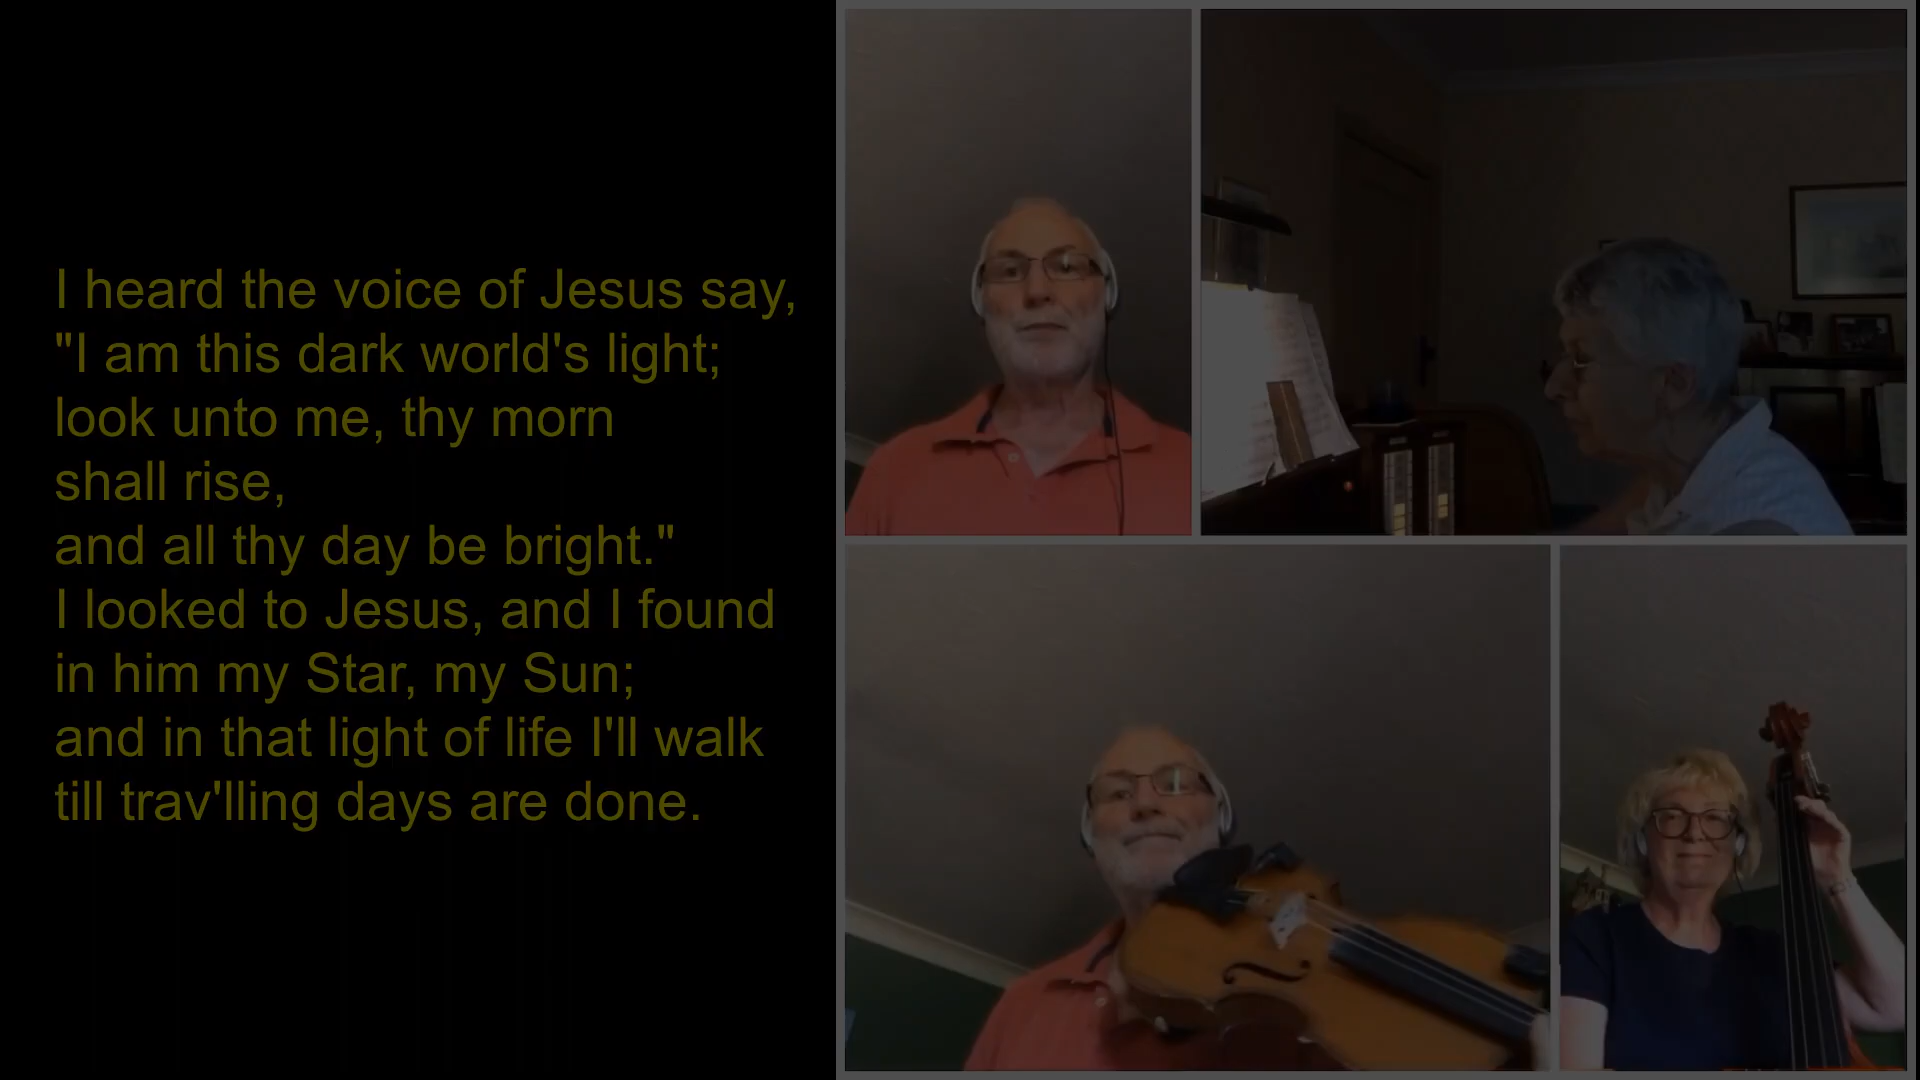 I heard the voice of Jesus say,
"I am this dark world's light;
look unto me, thy morn
shall rise,
and all thy day be bright."
I looked to Jesus, and I found
in him my Star, my Sun;
and in that light of life I'll walk
till trav'lling days are done.